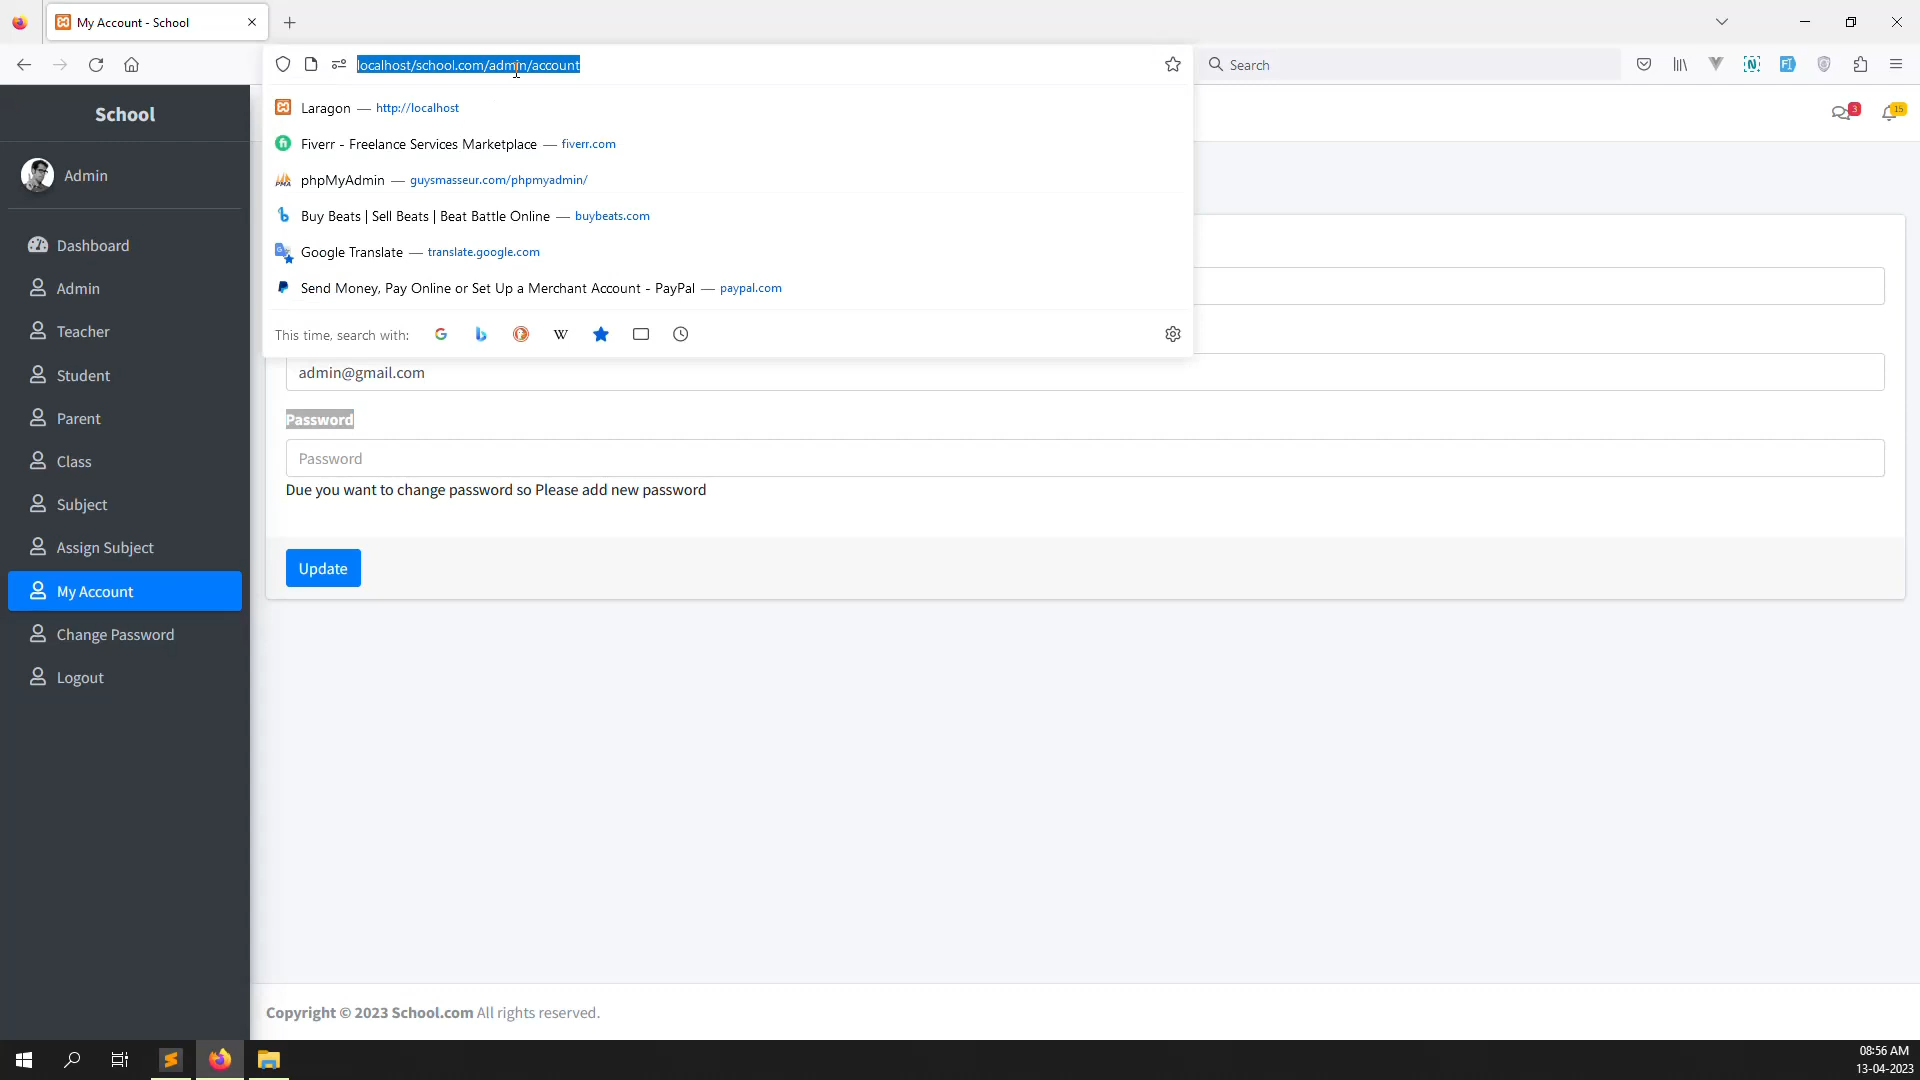 My Account - School
localhost/school.com/admin/account
Search
Laragon — http://localhost
Fiverr - Freelance Services Marketplace — fiverr.com
phpMyAdmin — guysmasseur.com/phpmyadmin/
Buy Beats | Sell Beats | Beat Battle Online — buybeats.com
Google Translate — translate.google.com
Send Money, Pay Online or Set Up a Merchant Account - PayPal — paypal.com
This time, search with:
3
15
School
Admin
Dashboard
Admin
Teacher
Student
Parent
Class
Subject
Assign Subject
My Account
Change Password
Logout
admin@gmail.com
Password
Password
Due you want to change password so Please add new password
Update
Copyright © 2023 School.com All rights reserved.
08:56 AM
13-04-2023